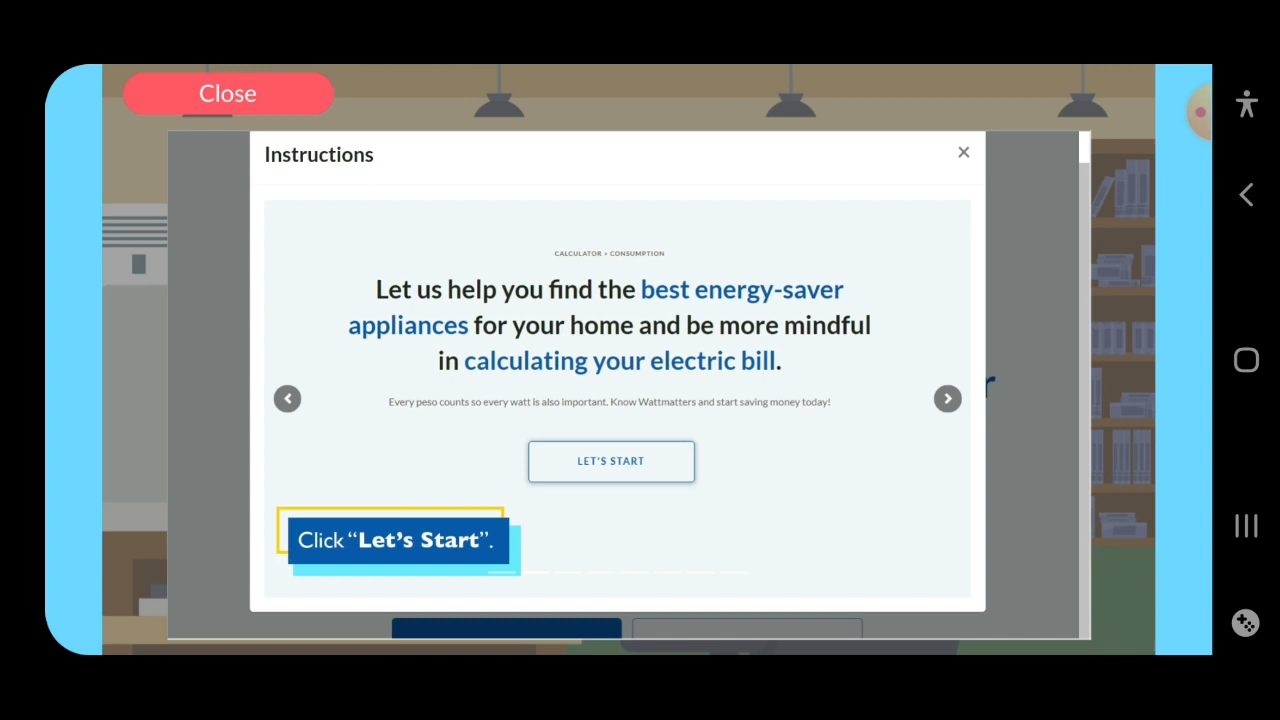 Close
Instructions
×
CALCULATOR > CONSUMPTION
Let us help you find the best energy-saver
appliances for your home and be more mindful
in calculating your electric bill.
Every peso counts so every watt is also important. Know Wattmatters and start saving money today!
LET'S START
Click “Let’s Start”.